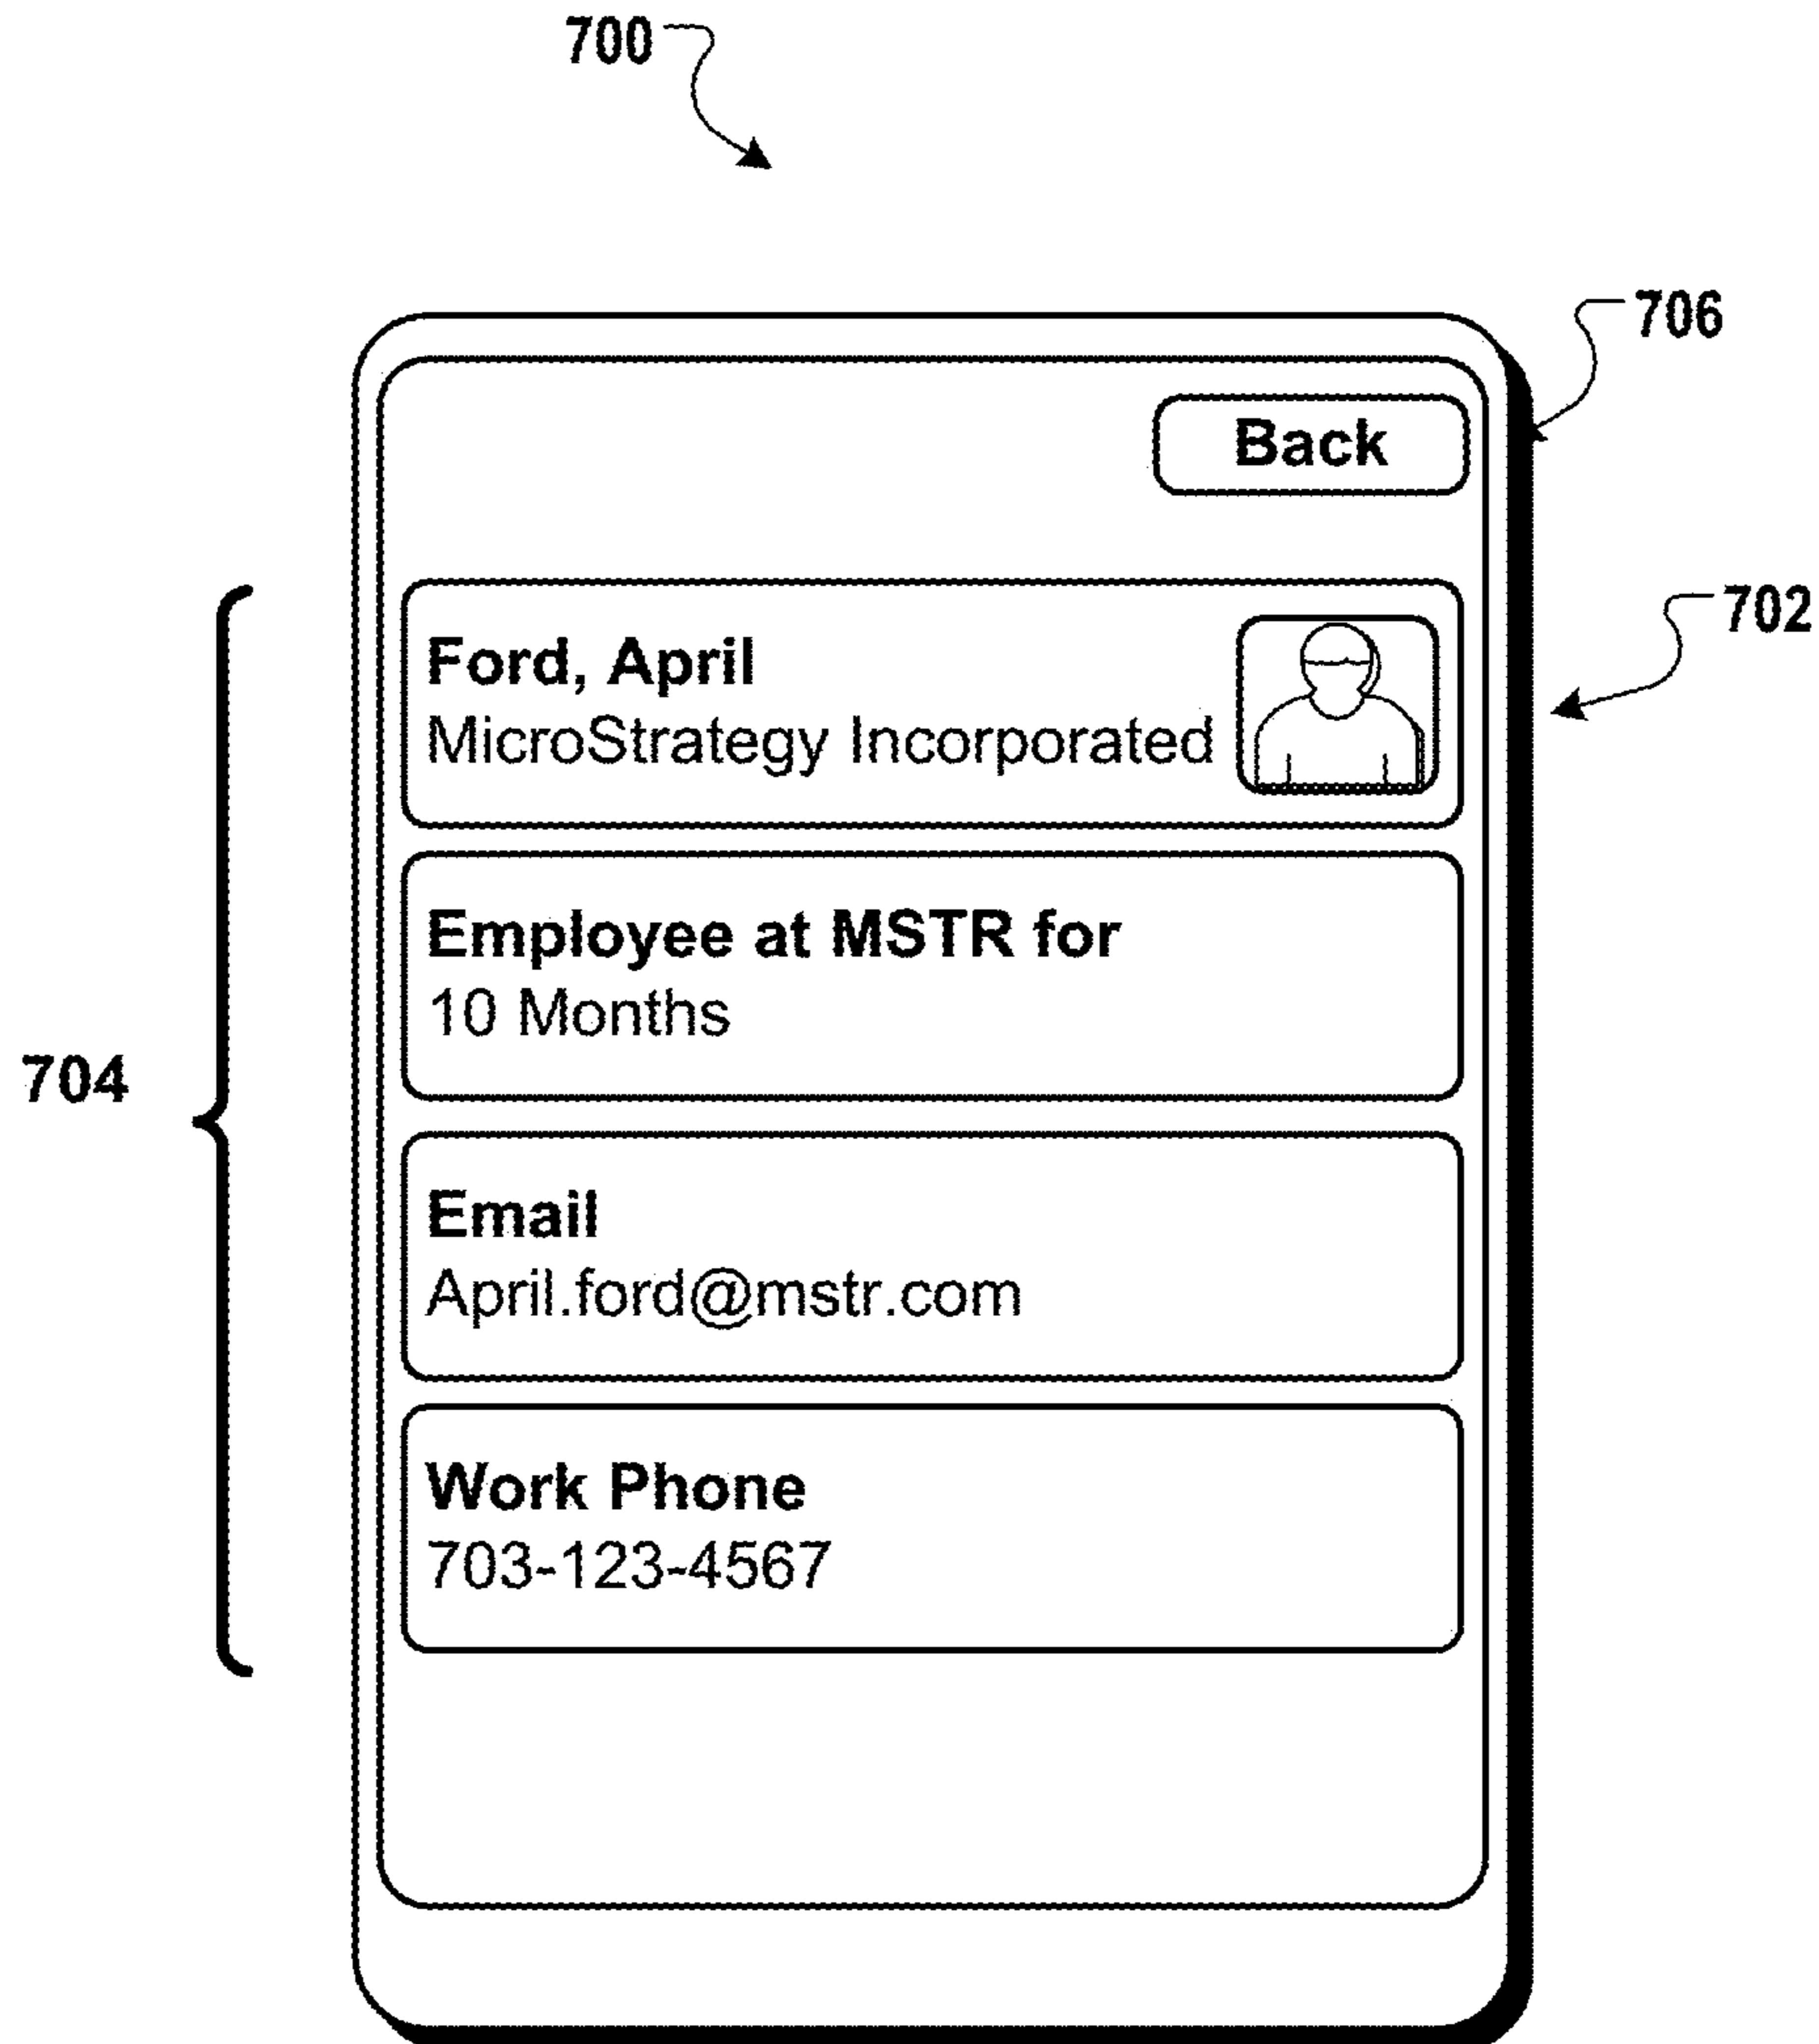 700
706
Back
702
Ford, April
MicroStrategy Incorporated
Employee at MSTR for
10 Months
704
Email
April.ford@mstr.com
Work Phone
703-123-4567